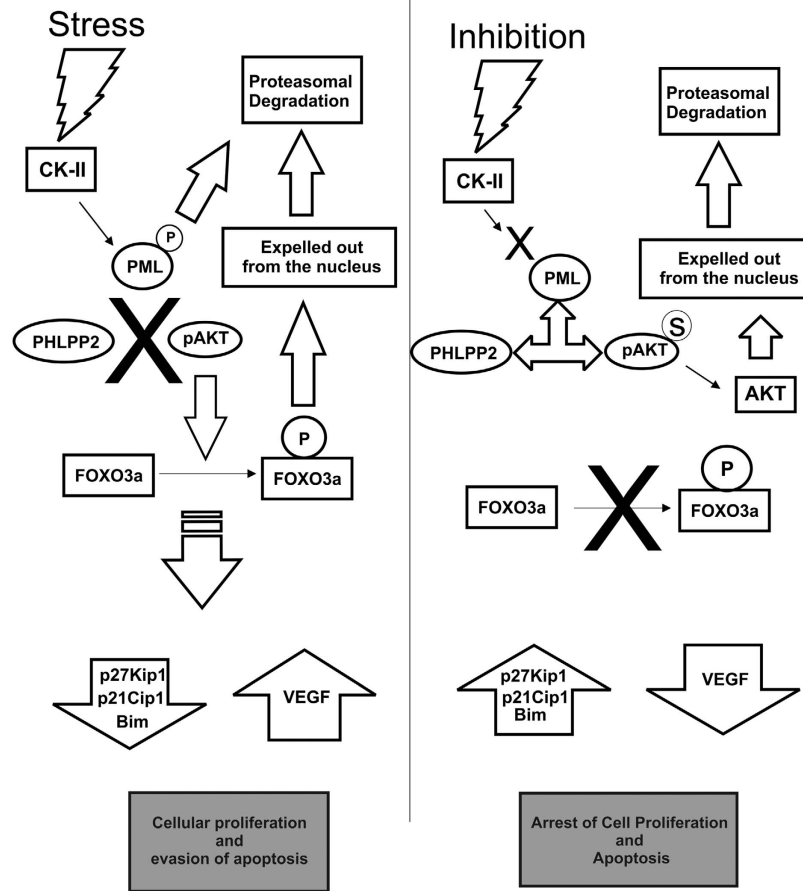 Stress
Proteasomal
Degradation
CK-II
P
PML
Expelled out
from the nucleus
PHLPP2
pAKT
P
FOXO3a
FOXO3a
p27Kip1
p21Cip1
Bim
VEGF
Cellular proliferation
and
evasion of apoptosis
Inhibition
Proteasomal
Degradation
CK-II
X
PML
Expelled out
from the nucleus
S
PHLPP2
pAKT
AKT
P
FOXO3a
FOXO3a
p27Kip1
p21Cip1
Bim
VEGF
Arrest of Cell Proliferation
and
Apoptosis